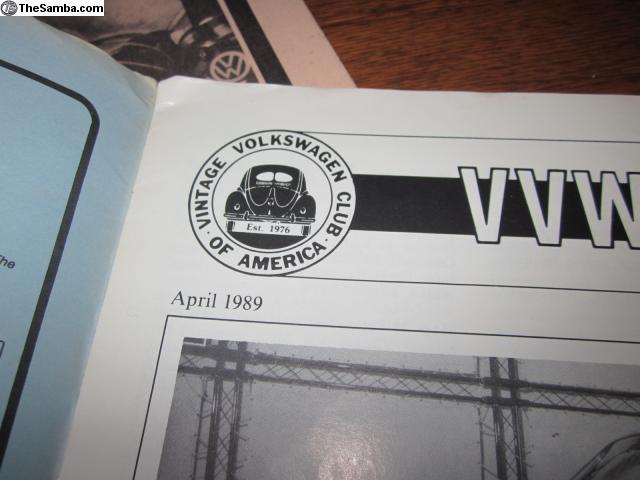 © TheSamba.com
VINTAGE VOLKSWAGEN CLUB
· OF AMERICA ·
Est. 1976
VVW
April 1989